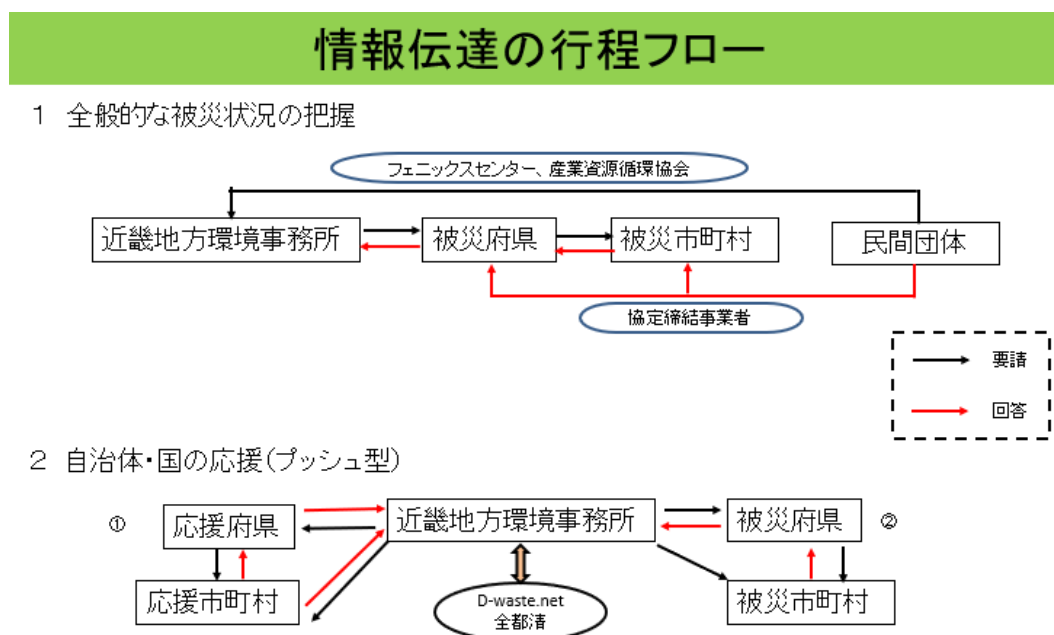 情報伝達の行程フロー
１ 全般的な被災状況の把握
フェニックスセンター、産業資源循環協会
近畿地方環境事務所
被災府県
被災市町村
民間団体
協定締結事業者
要請
回答
２ 自治体・国の応援（プッシュ型）
①
応援府県
近畿地方環境事務所
被災府県
②
応援市町村
D-waste.net
全都清
被災市町村